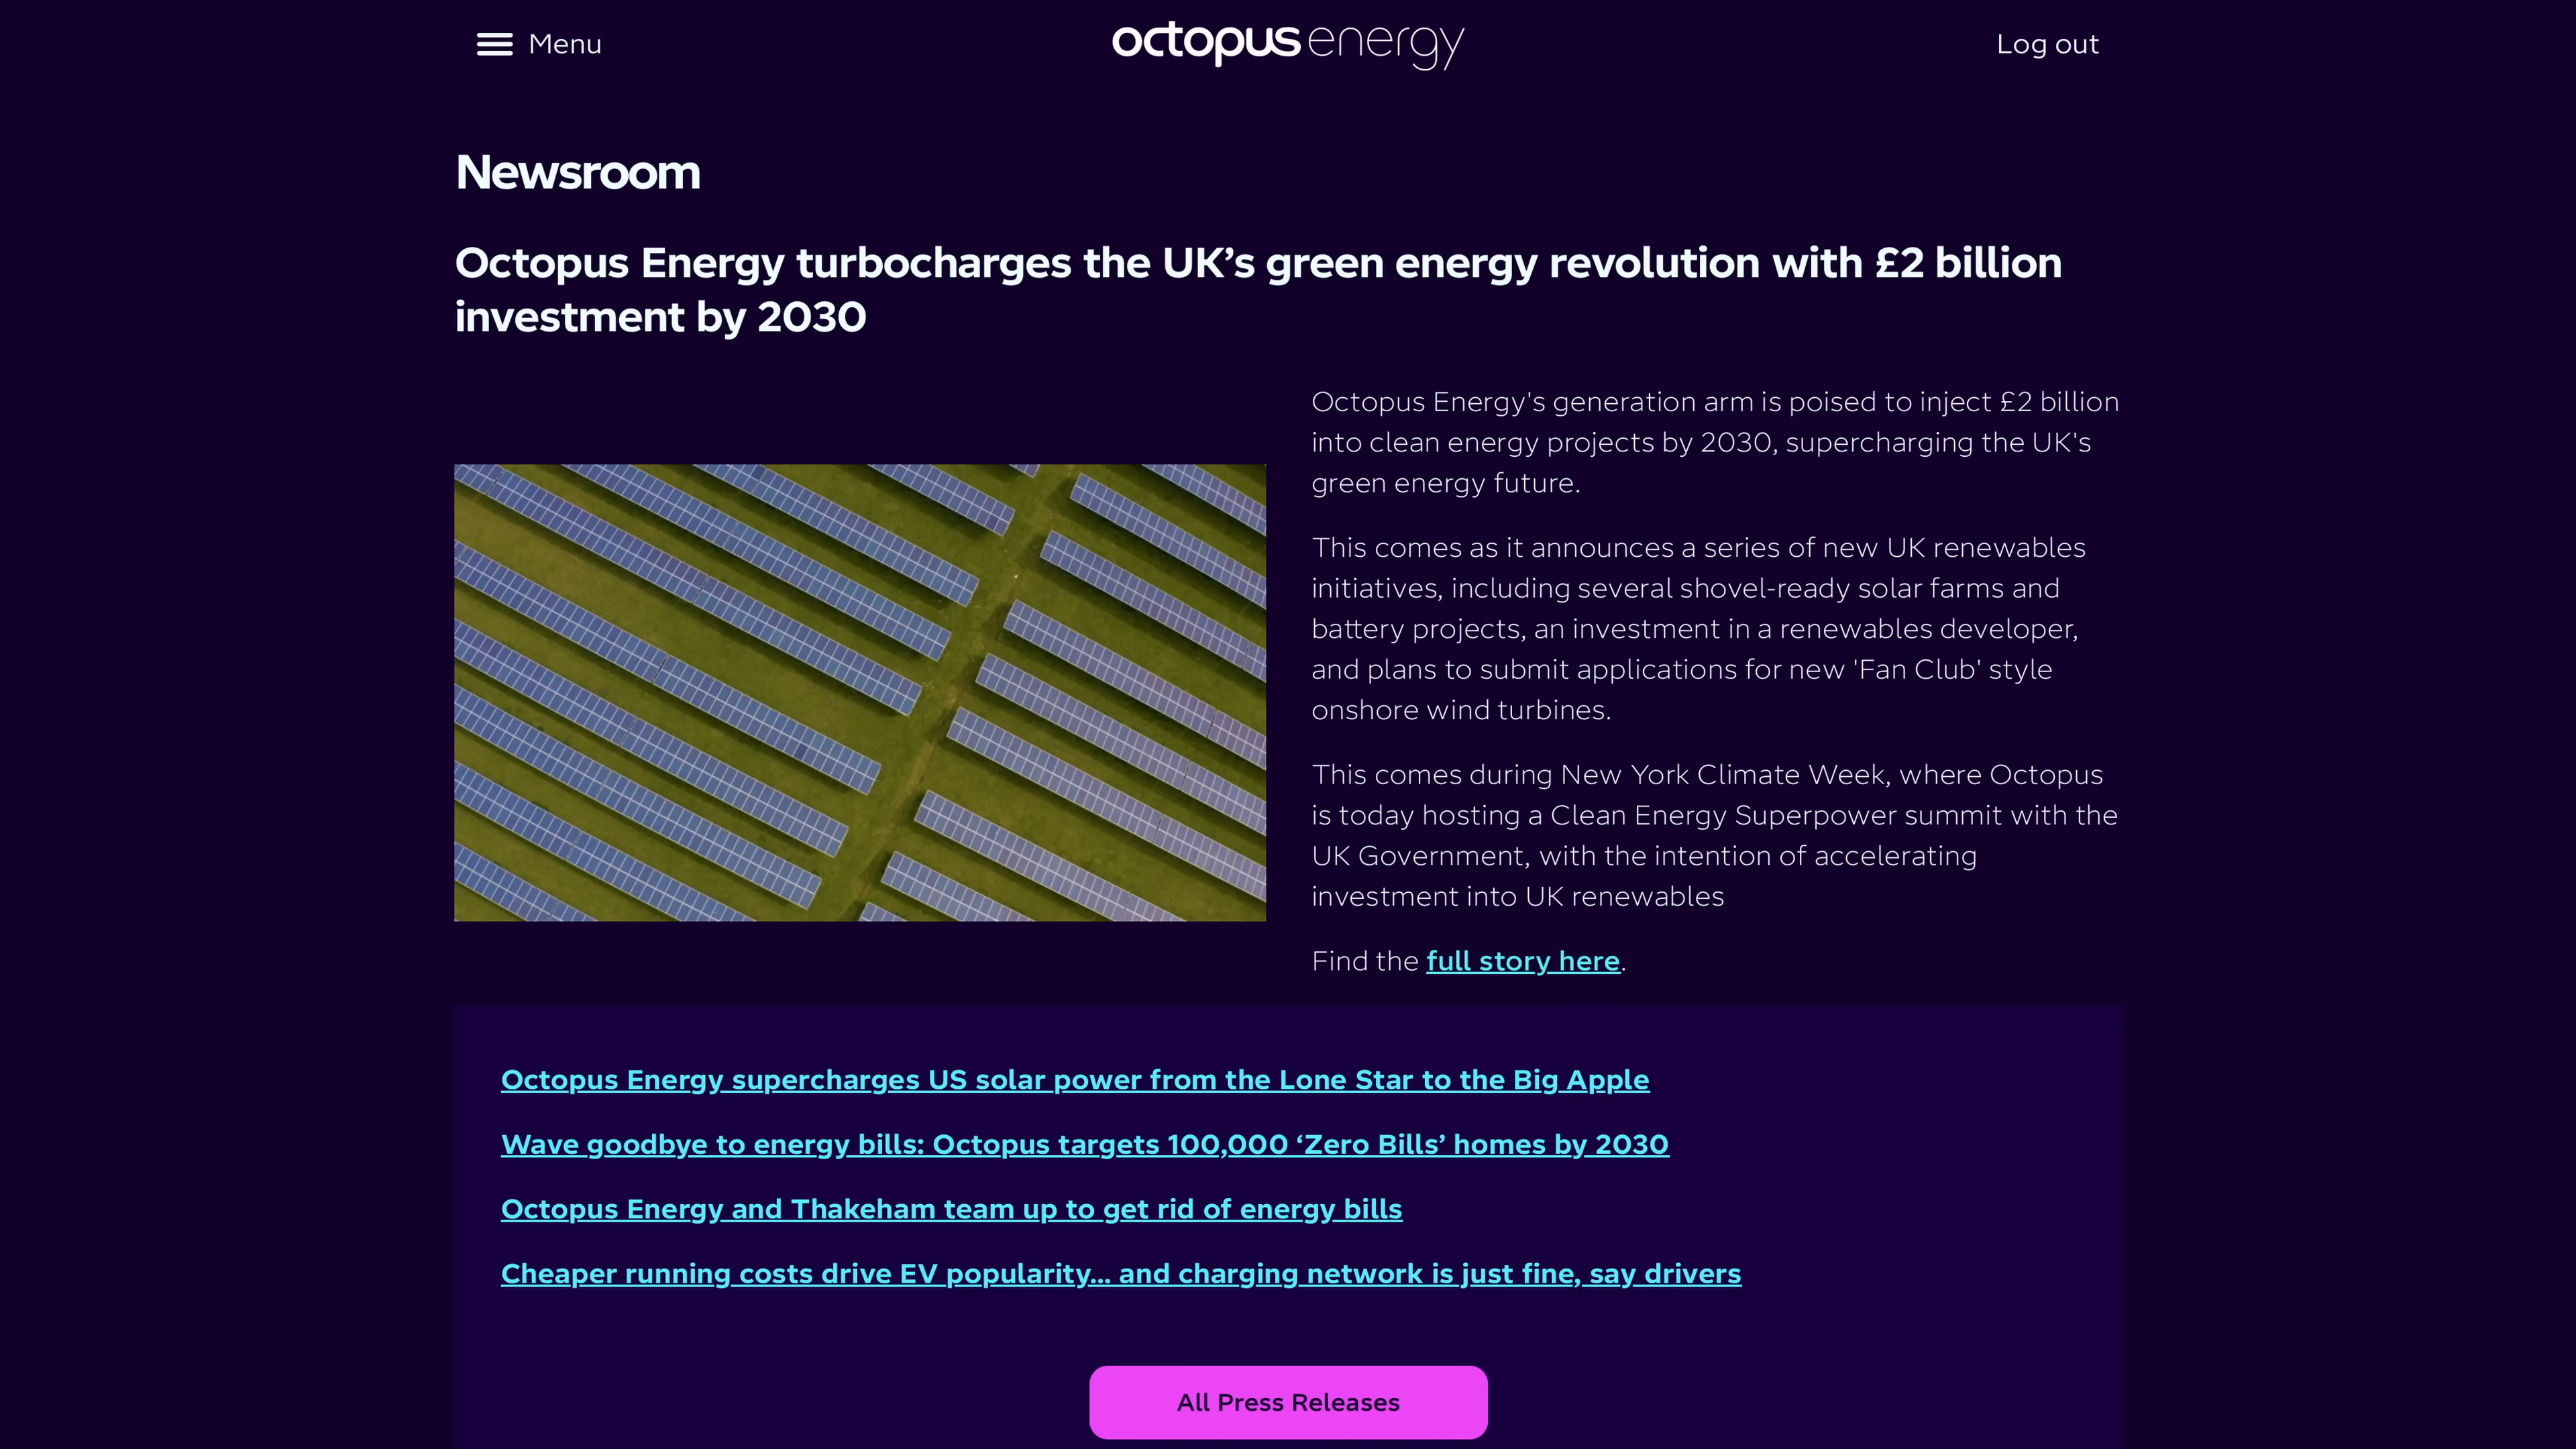 Menu
octopus energy
Log out
Newsroom
Octopus Energy turbocharges the UK’s green energy revolution with £2 billion
investment by 2030
Octopus Energy's generation arm is poised to inject £2 billion
into clean energy projects by 2030, supercharging the UK's
green energy future.
This comes as it announces a series of new UK renewables
initiatives, including several shovel-ready solar farms and
battery projects, an investment in a renewables developer,
and plans to submit applications for new 'Fan Club' style
onshore wind turbines.
This comes during New York Climate Week, where Octopus
is today hosting a Clean Energy Superpower summit with the
UK Government, with the intention of accelerating
investment into UK renewables
Find the full story here.
Octopus Energy supercharges US solar power from the Lone Star to the Big Apple
Wave goodbye to energy bills: Octopus targets 100,000 ‘Zero Bills’ homes by 2030
Octopus Energy and Thakeham team up to get rid of energy bills
Cheaper running costs drive EV popularity... and charging network is just fine, say drivers
All Press Releases